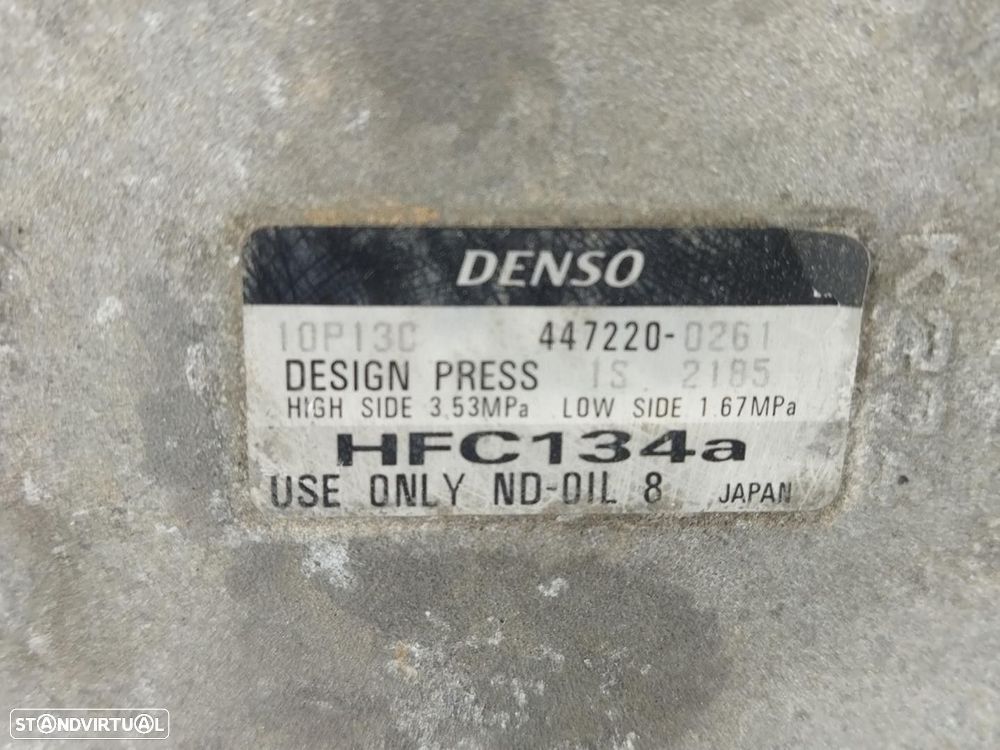 DENSO
10P13C 447220-0261
DESIGN PRESS 1S 2185
HIGH SIDE 3.53MPa LOW SIDE 1.67MPa
HFC134a
USE ONLY ND-OIL 8 JAPAN
STANDVIRTUAL